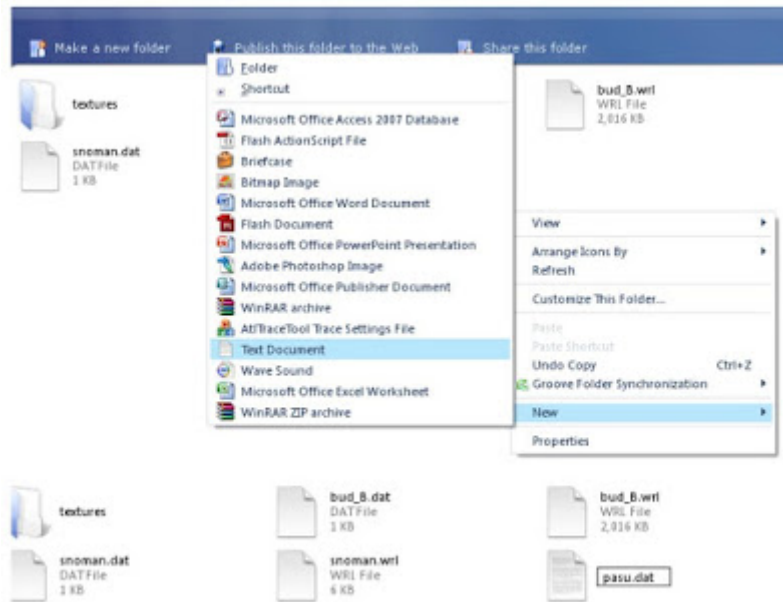 Make a new folder
Publish this folder to the Web
Share this folder
textures
snoman.dat
DAT File
1 KB
Folder
Shortcut
Microsoft Office Access 2007 Database
Flash ActionScript File
Briefcase
Bitmap Image
Microsoft Office Word Document
Flash Document
Microsoft Office PowerPoint Presentation
Adobe Photoshop Image
Microsoft Office Publisher Document
WinRAR archive
AtlTraceTool Trace Settings File
Text Document
Wave Sound
Microsoft Office Excel Worksheet
WinRAR ZIP archive
bud_B.wrl
WRL File
2,016 KB
View
Arrange Icons By
Refresh
Customize This Folder...
Paste
Paste Shortcut
Undo Copy Ctrl+Z
Groove Folder Synchronization
New
Properties
textures
bud_B.dat
DAT File
1 KB
bud_B.wrl
WRL File
2,016 KB
snoman.dat
DAT File
1 KB
snoman.wrl
WRL File
6 KB
pasu.dat